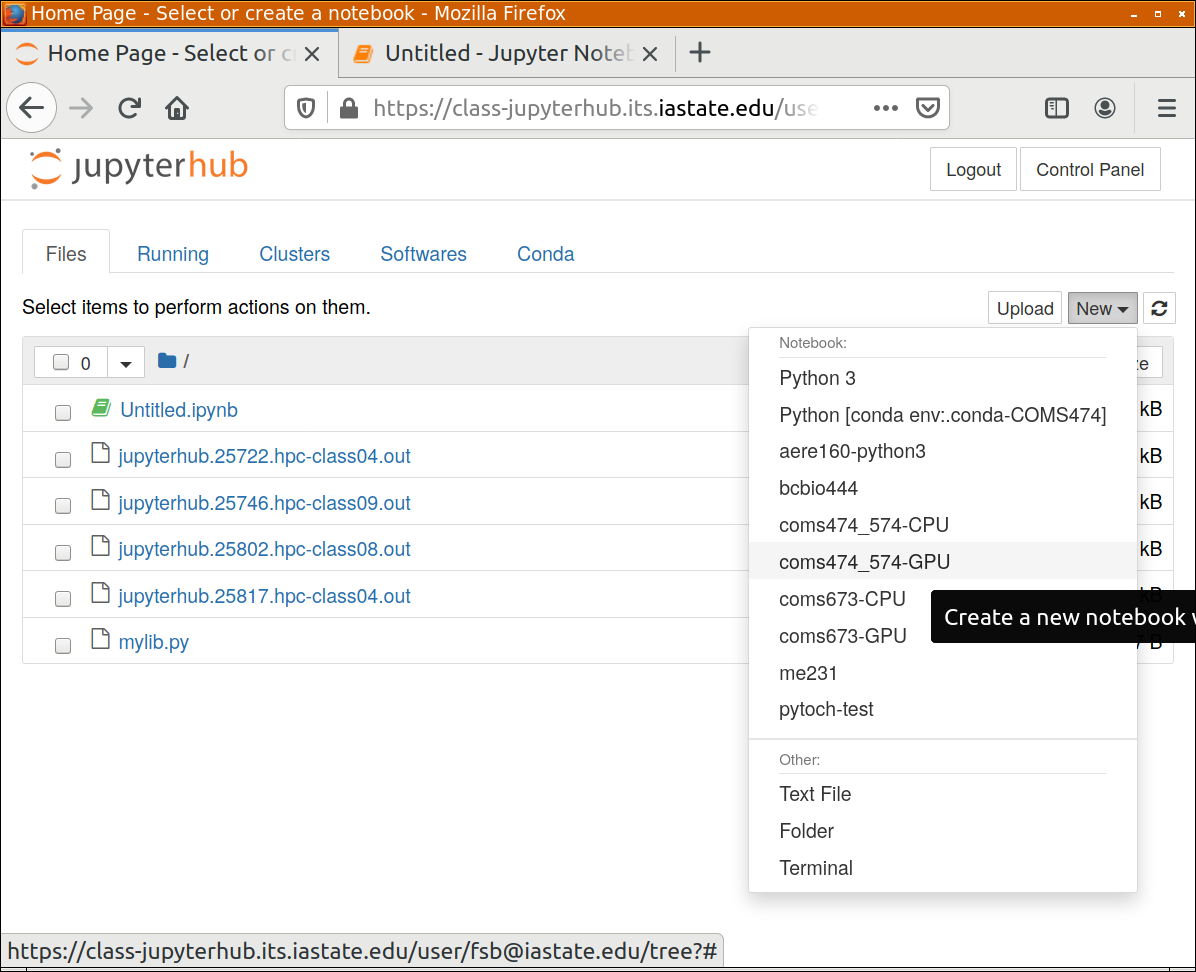 Home Page - Select or create a notebook - Mozilla Firefox
Home Page - Select or Untitled - Jupyter
https://class-jupyterhub.its.iastate.edu/use
jupyterhub Logout Control Panel
Files Running Clusters Softwares Conda
Select items to perform actions on them. Upload New
0 /
Untitled.ipynb kB
jupyterhub.25722.hpc-class04.out kB
jupyterhub.25746.hpc-class09.out kB
jupyterhub.25802.hpc-class08.out kB
jupyterhub.25817.hpc-class04.out kB
mylib.py B
Notebook:
Python 3
Python [conda env:.conda-COMS474]
aere160-python3
bcbio444
coms474_574-CPU
coms474_574-GPU
coms673-CPU
Create a new notebook
coms673-GPU
me231
pytoch-test
Other:
Text File
Folder
Terminal
https://class-jupyterhub.its.iastate.edu/user/fsb@iastate.edu/tree?#